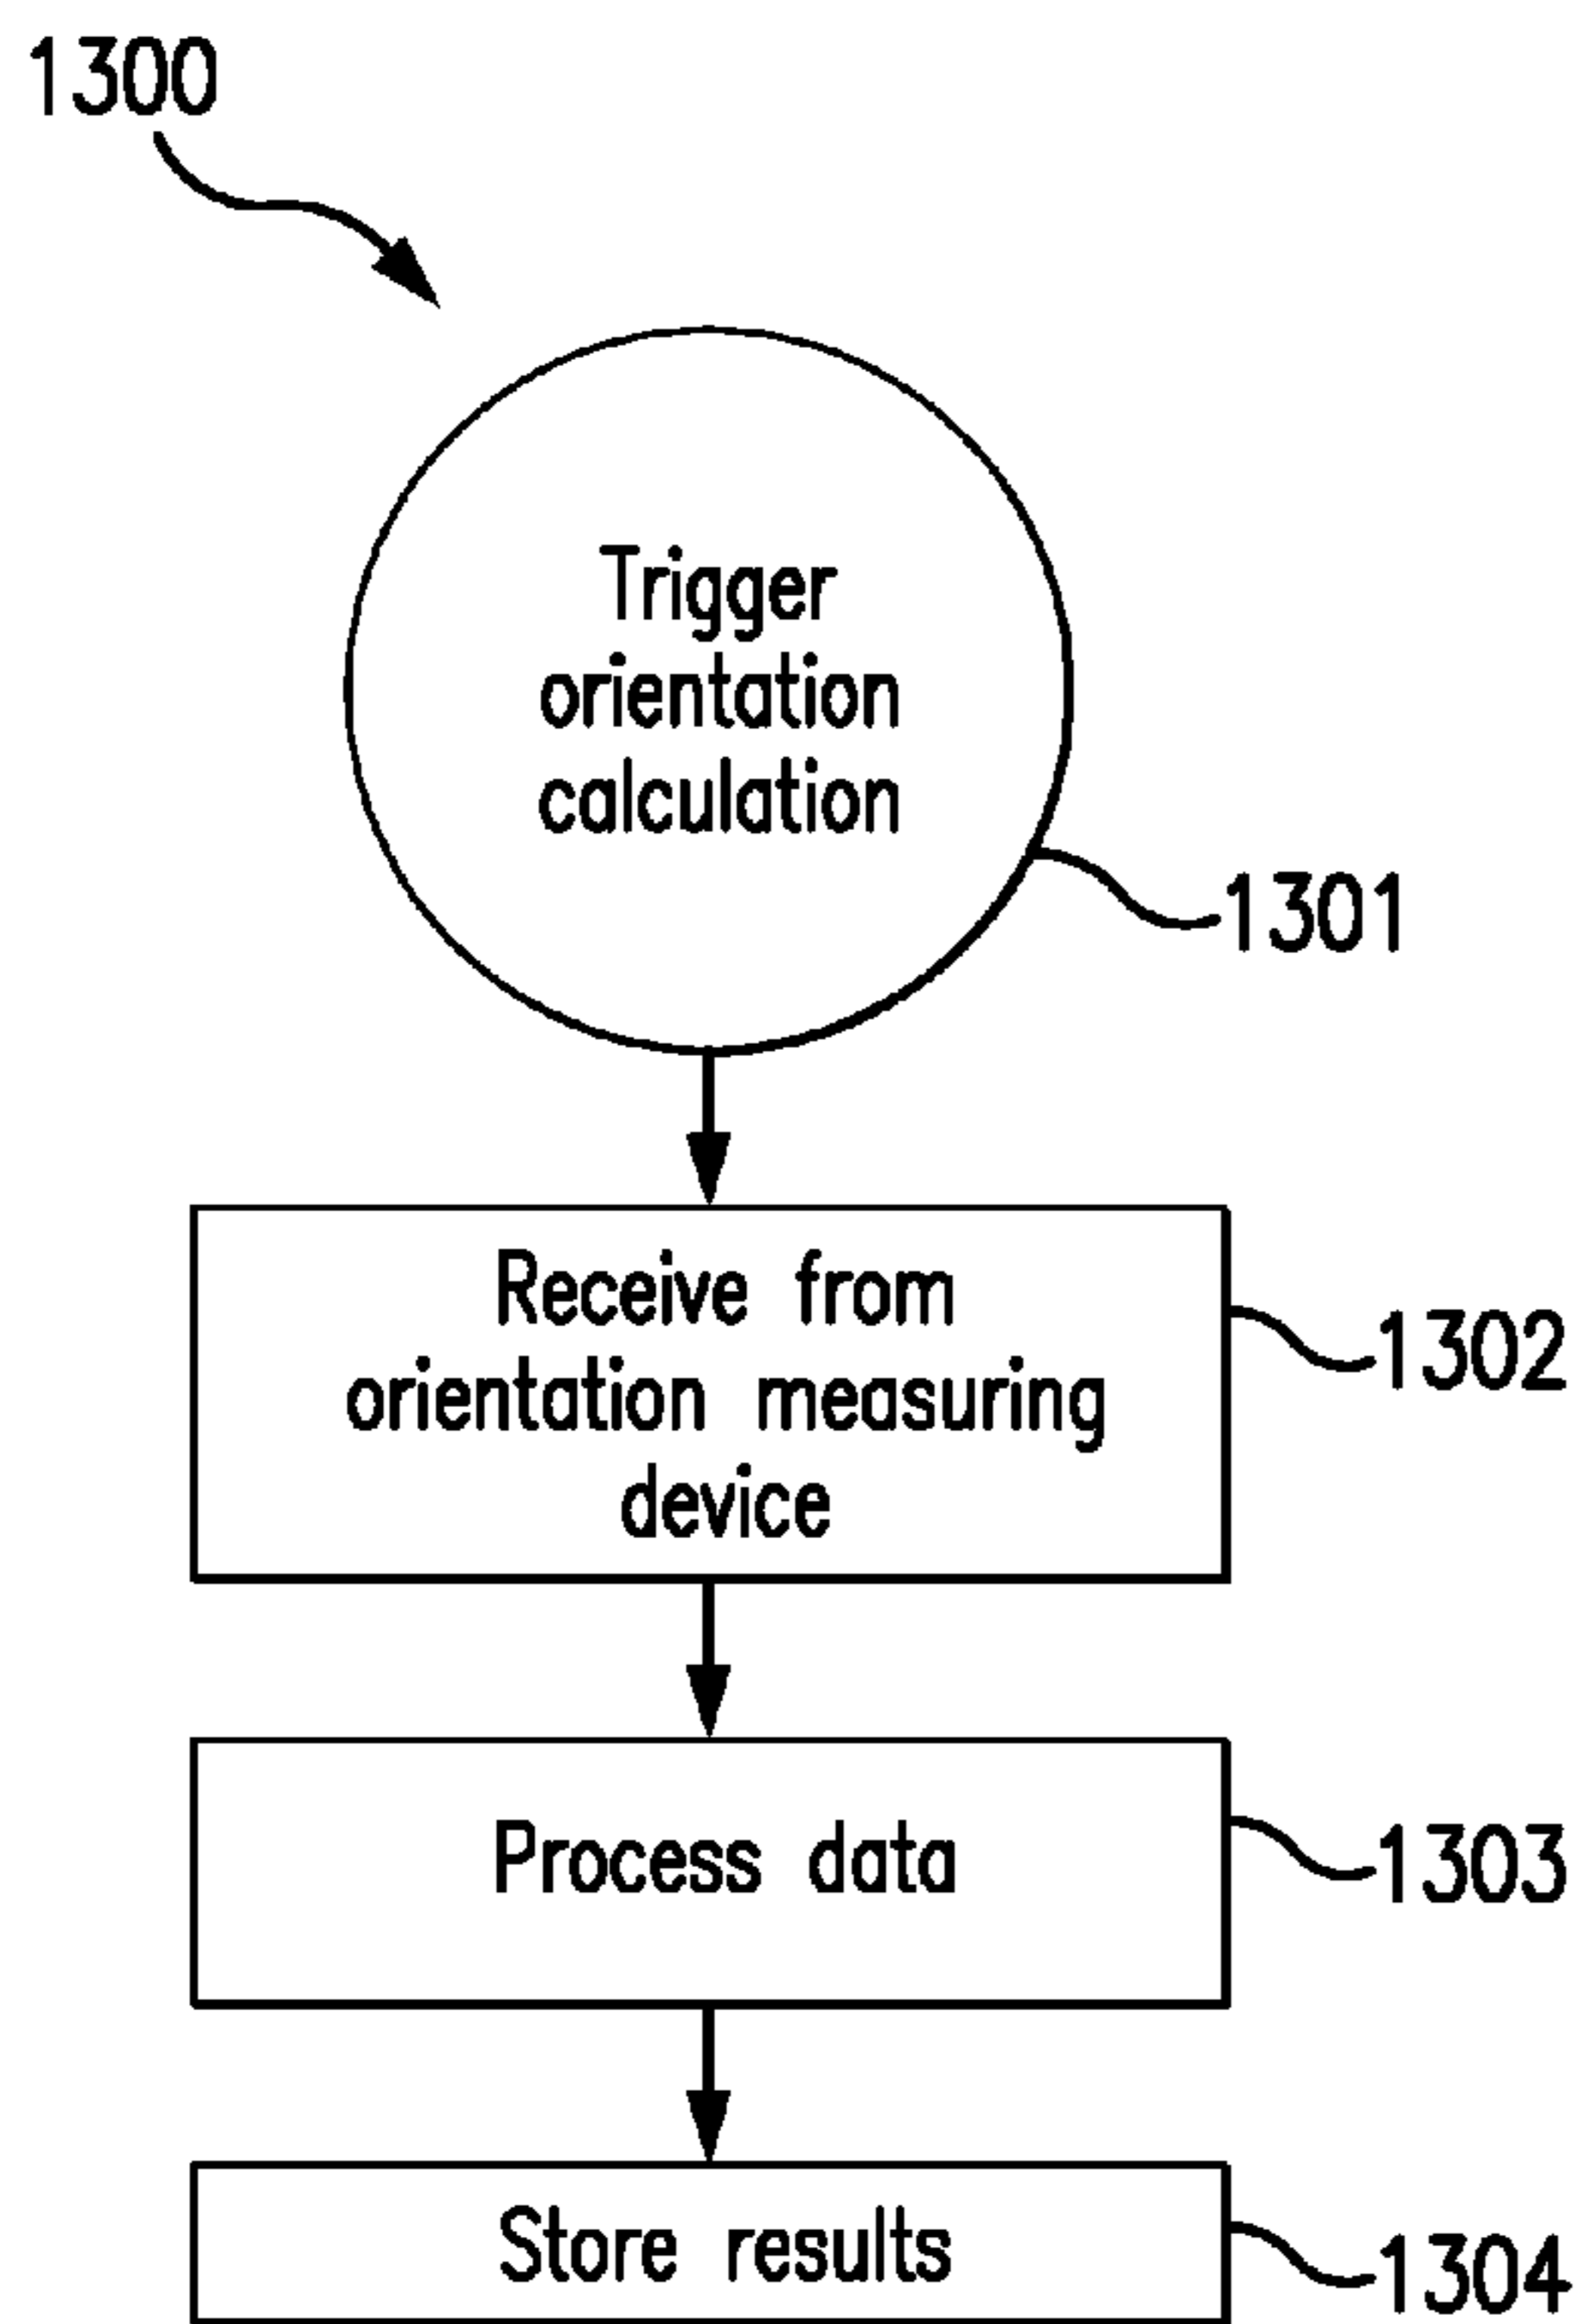 1300
Trigger
orientation
calculation
1301
Receive from
orientation measuring
device
1302
Process data
1303
Store results
1304